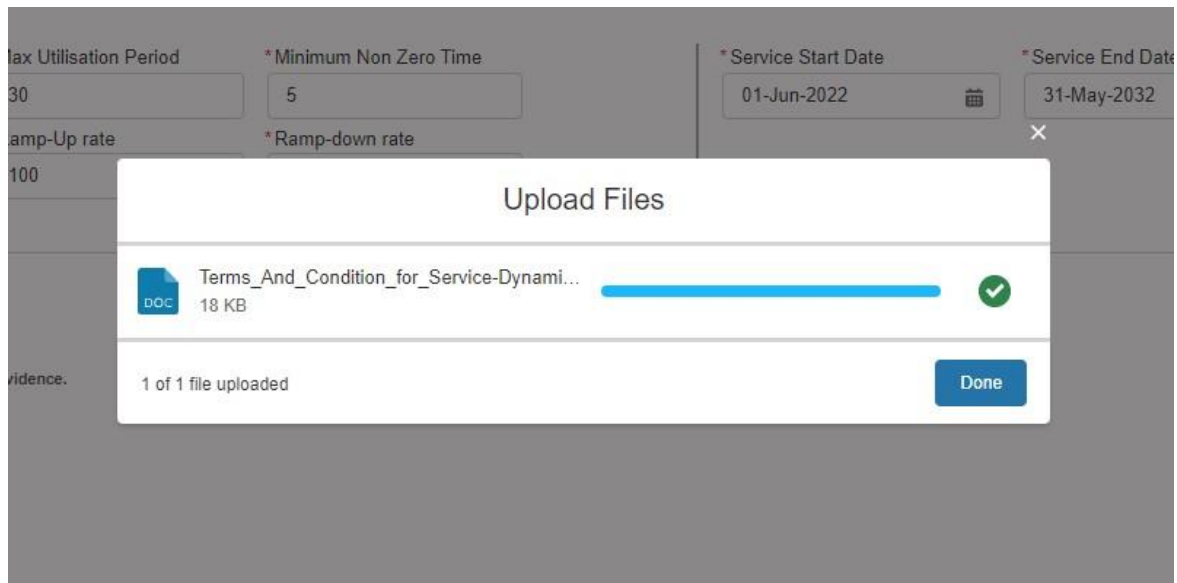 Max Utilisation Period
*Minimum Non Zero Time
*Service Start Date
*Service End Date
30
5
01-Jun-2022
31-May-2032
Ramp-Up rate
*Ramp-down rate
100
Upload Files
Terms_And_Condition_for_Service-Dynami...
DOC
18 KB
vidence.
1 of 1 file uploaded
Done